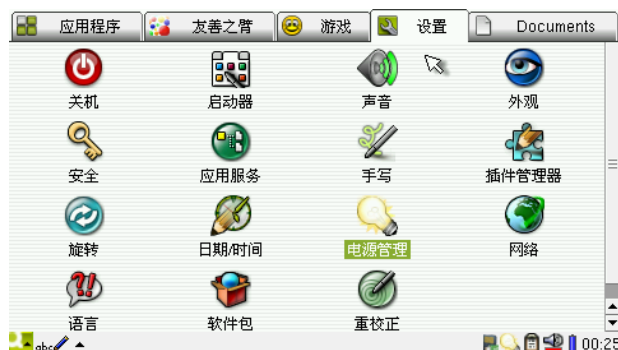 应用程序 友善之臂 游戏 设置 Documents
关机 启动器 声音 外观
安全 应用服务 手写 插件管理器
旋转 日期/时间 电源管理 网络
语言 软件包 重校正
abc 00:25